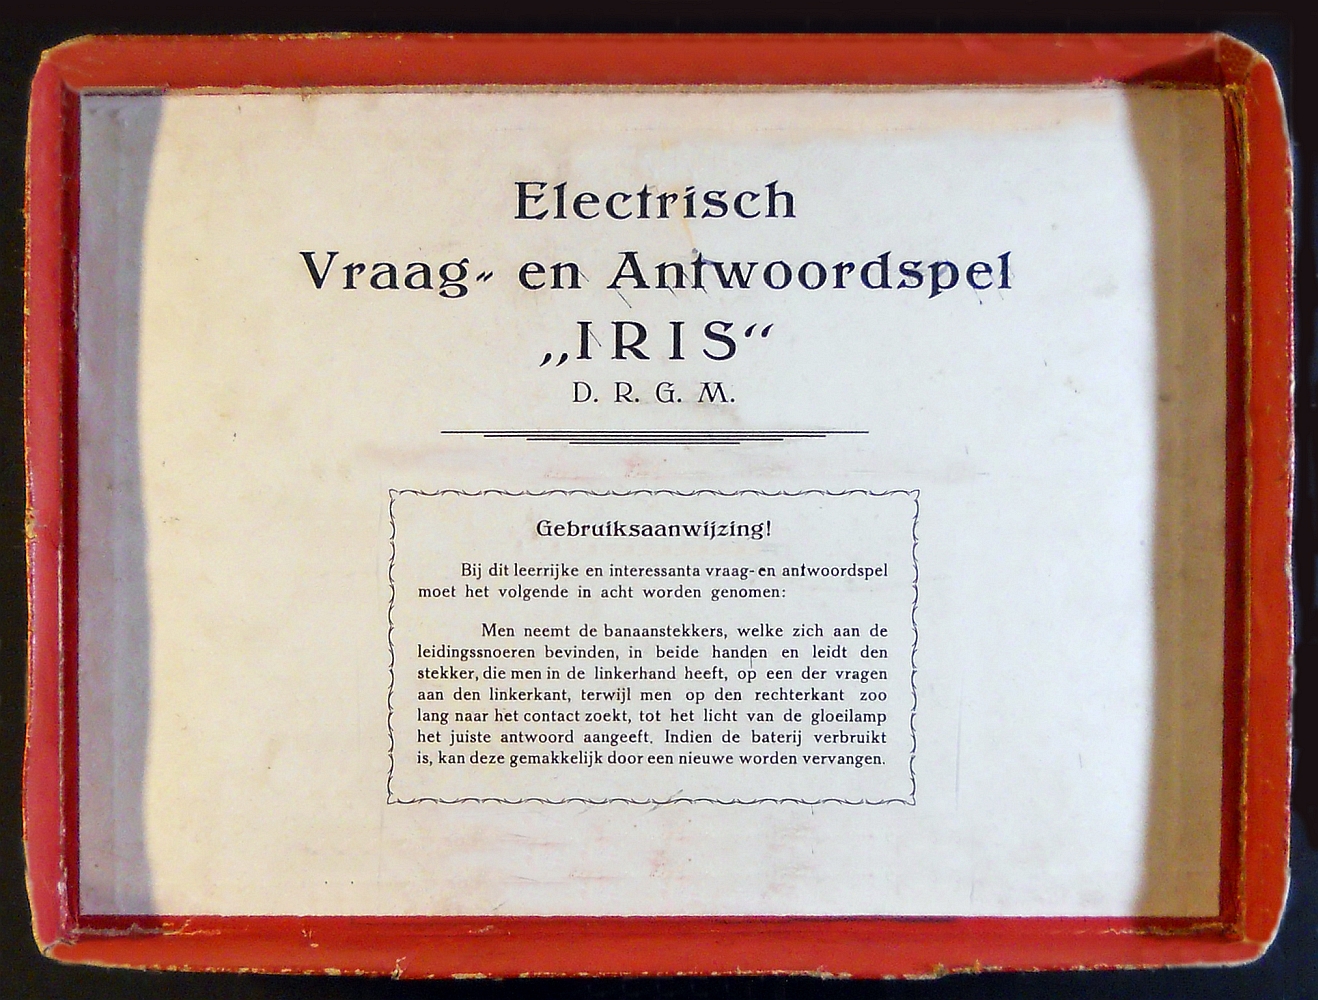 Electrisch
Vraag- en Antwoordspel
„IRIS“
D. R. G. M.
Gebruiksaanwijzing!
Bij dit leerrijke en interessanta vraag- en antwoordspel
moet het volgende in acht worden genomen:
Men neemt de banaanstekkers, welke zich aan de
leidingssnoeren bevinden, in beide handen en leidt den
stekker, die men in de linkerhand heeft, op een der vragen
aan den linkerkant, terwijl men op den rechterkant zoo
lang naar het contact zoekt, tot het licht van de gloeilamp
het juiste antwoord aangeeft. Indien de baterij verbruikt
is, kan deze gemakkelijk door een nieuwe worden vervangen.